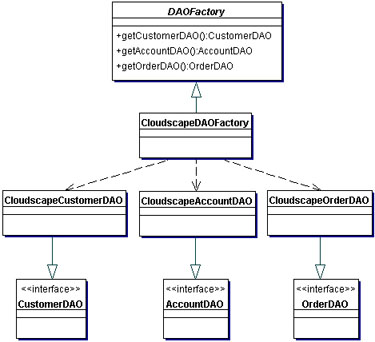 DAOFactory
+getCustomerDAO():CustomerDAO
+getAccountDAO():AccountDAO
+getOrderDAO():OrderDAO
CloudscapeDAOFactory
CloudscapeCustomerDAO
CloudscapeAccountDAO
CloudscapeOrderDAO
<<interface>>
CustomerDAO
<<interface>>
AccountDAO
<<interface>>
OrderDAO